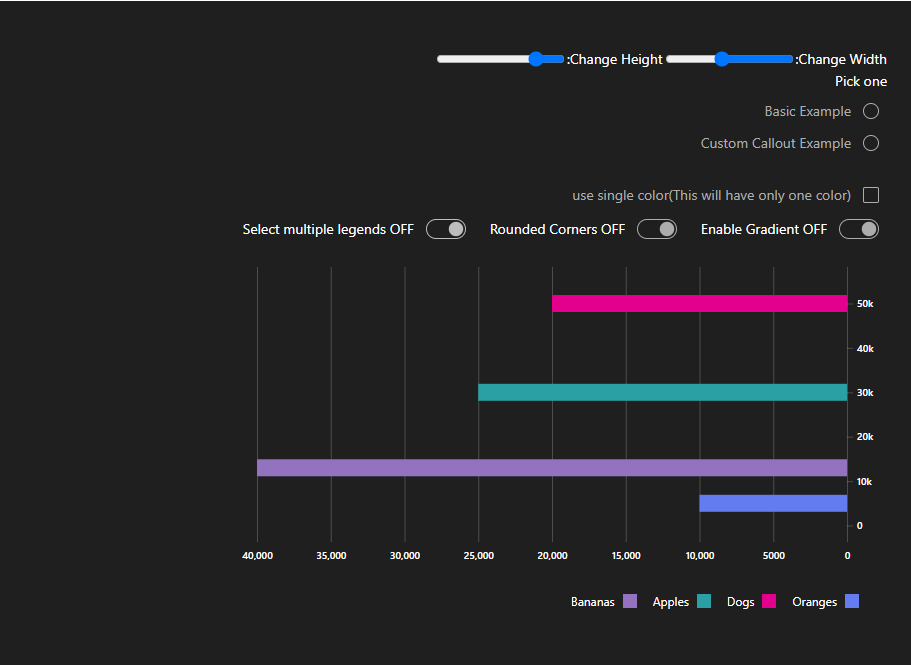 :Change Height :Change Width
Pick one
Basic Example
Custom Callout Example
use single color(This will have only one color)
Select multiple legends OFF Rounded Corners OFF Enable Gradient OFF
50k
40k
30k
20k
10k
0
40,000 35,000 30,000 25,000 20,000 15,000 10,000 5000 0
Bananas Apples Dogs Oranges